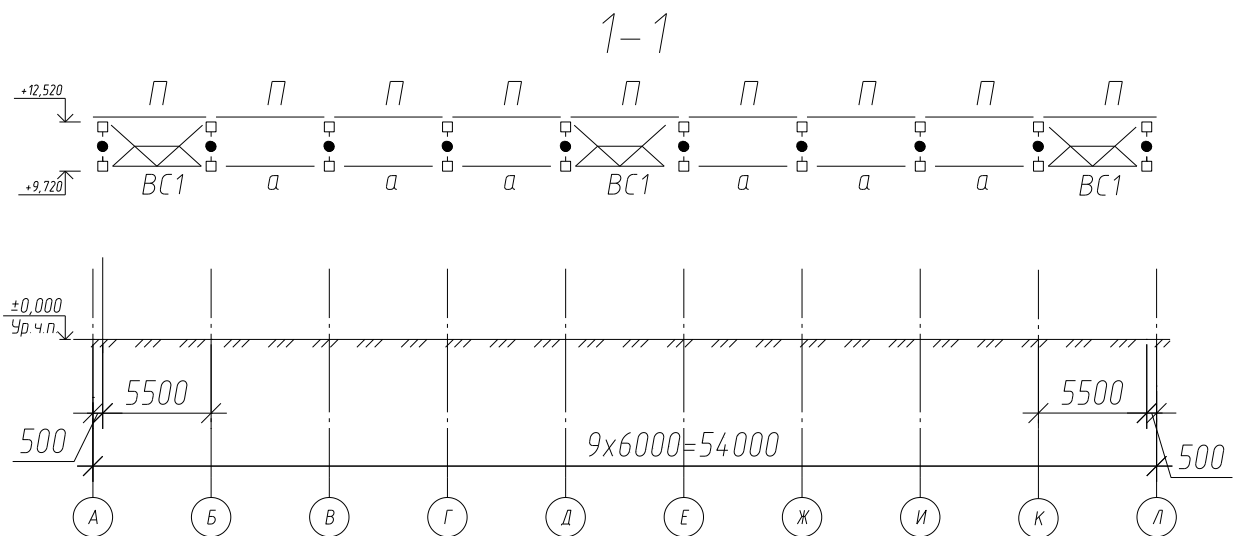 1-1
П П П П П П П П П
+12,520
+9,720
ВС1 а а а ВС1 а а а ВС1
±0,000
Ур.ч.п.
5500 5500
500 9х6000=54000 500
А Б В Г Д Е Ж И К Л